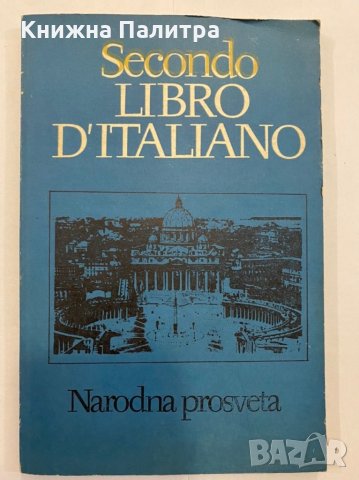 Книжна Палитра
Secondo
LIBRO
D'ITALIANO
Narodna prosveta
BAZAR